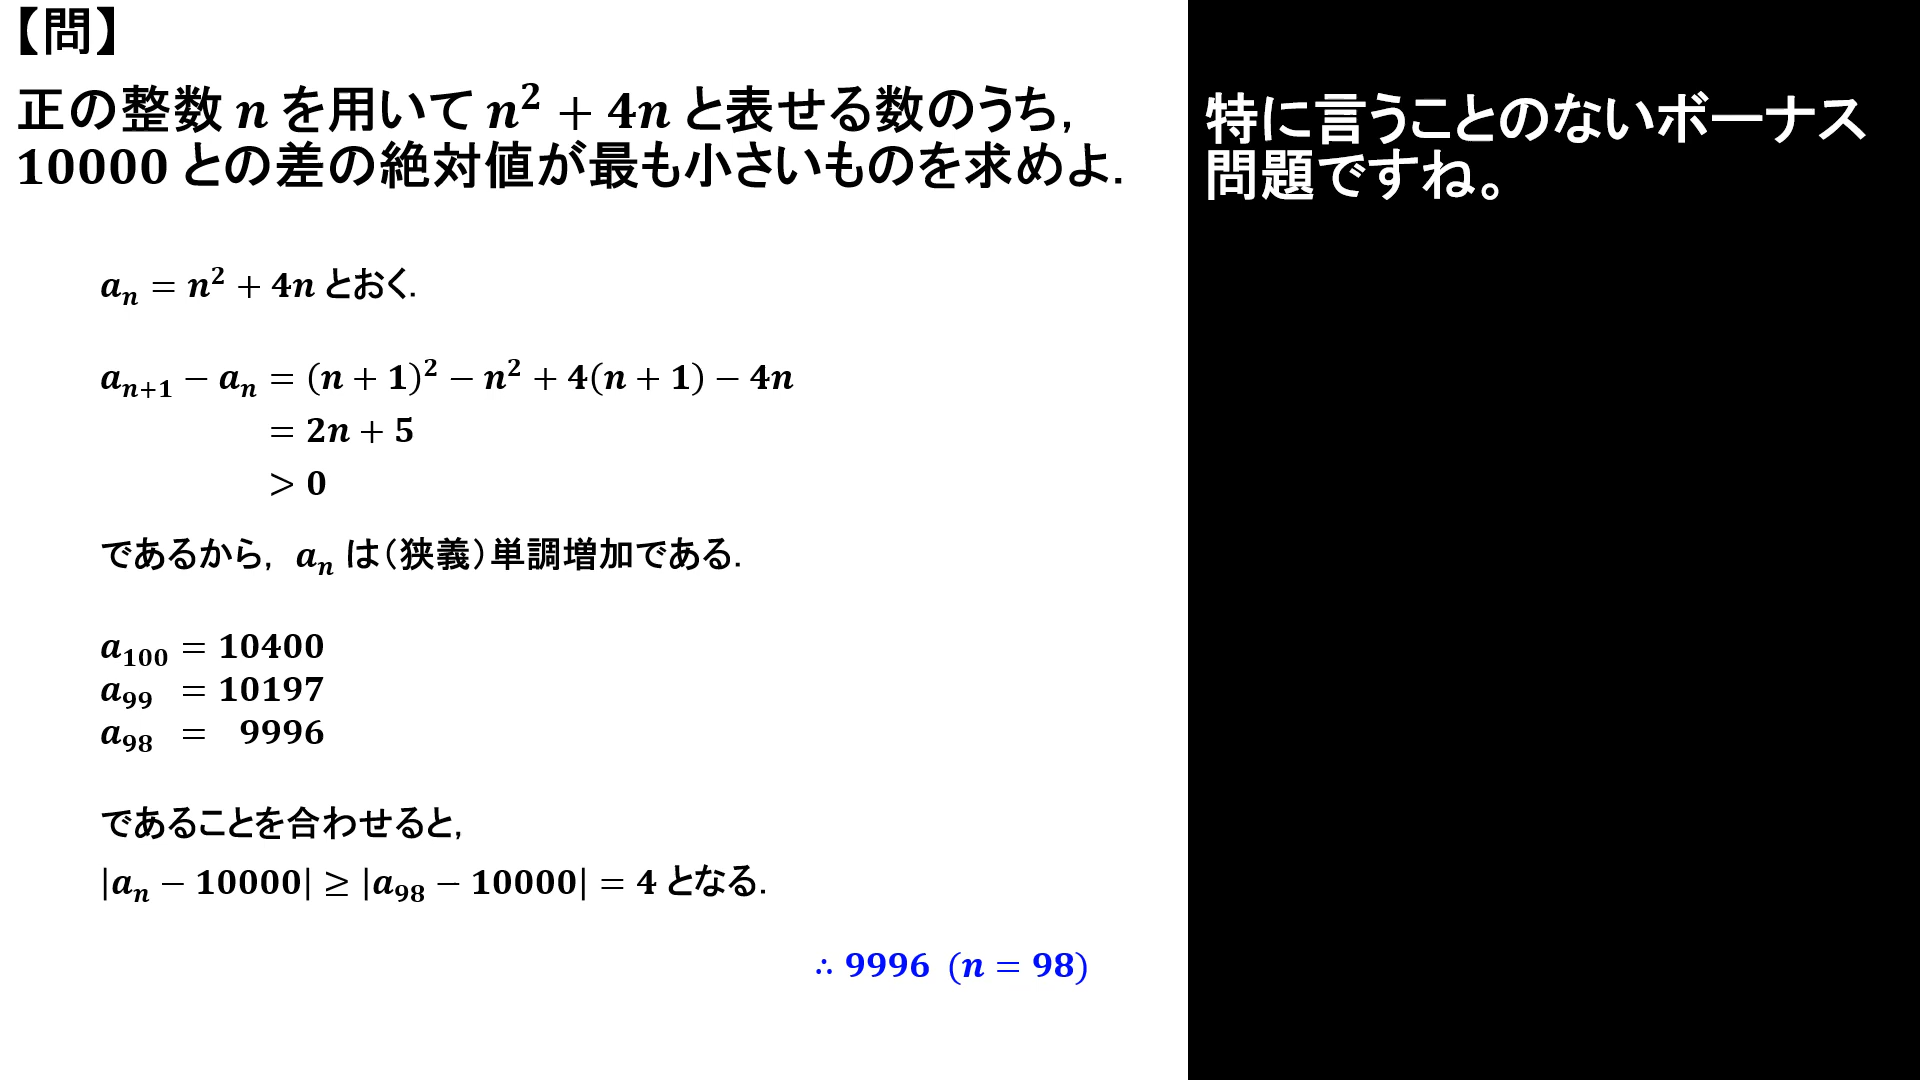 【問】
正の整数 n を用いて n² + 4n と表せる数のうち,
10000 との差の絶対値が最も小さいものを求めよ.
aₙ = n² + 4n とおく.
aₙ₊₁ − aₙ = (n + 1)² − n² + 4(n + 1) − 4n
= 2n + 5
> 0
であるから, aₙ は（狭義）単調増加である.
a₁₀₀ = 10400
a₉₉ = 10197
a₉₈ = 9996
であることを合わせると,
|aₙ − 10000| ≥ |a₉₈ − 10000| = 4 となる.
∴ 9996 (n = 98)
特に言うことのないボーナス
問題ですね。